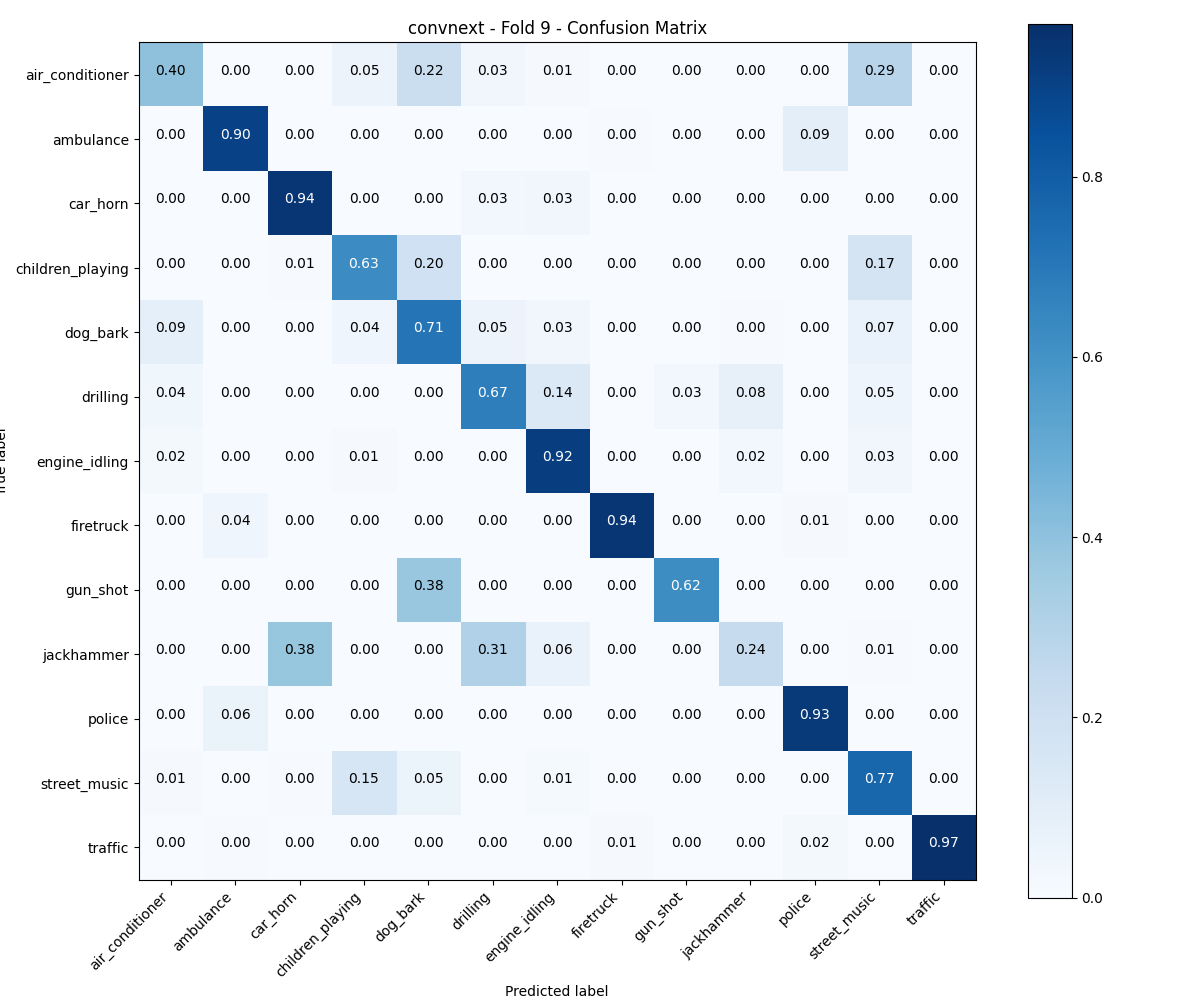 convnext - Fold 9 - Confusion Matrix
air_conditioner 0.40 0.00 0.00 0.05 0.22 0.03 0.01 0.00 0.00 0.00 0.00 0.29 0.00
ambulance 0.00 0.90 0.00 0.00 0.00 0.00 0.00 0.00 0.00 0.00 0.09 0.00 0.00
car_horn 0.00 0.00 0.94 0.00 0.00 0.03 0.03 0.00 0.00 0.00 0.00 0.00 0.00
children_playing 0.00 0.00 0.01 0.63 0.20 0.00 0.00 0.00 0.00 0.00 0.00 0.17 0.00
dog_bark 0.09 0.00 0.00 0.04 0.71 0.05 0.03 0.00 0.00 0.00 0.00 0.07 0.00
drilling 0.04 0.00 0.00 0.00 0.00 0.67 0.14 0.00 0.03 0.08 0.00 0.05 0.00
engine_idling 0.02 0.00 0.00 0.01 0.00 0.00 0.92 0.00 0.00 0.02 0.00 0.03 0.00
firetruck 0.00 0.04 0.00 0.00 0.00 0.00 0.00 0.94 0.00 0.00 0.01 0.00 0.00
gun_shot 0.00 0.00 0.00 0.00 0.38 0.00 0.00 0.00 0.62 0.00 0.00 0.00 0.00
jackhammer 0.00 0.00 0.38 0.00 0.00 0.31 0.06 0.00 0.00 0.24 0.00 0.01 0.00
police 0.00 0.06 0.00 0.00 0.00 0.00 0.00 0.00 0.00 0.00 0.93 0.00 0.00
street_music 0.01 0.00 0.00 0.15 0.05 0.00 0.01 0.00 0.00 0.00 0.00 0.77 0.00
traffic 0.00 0.00 0.00 0.00 0.00 0.00 0.00 0.01 0.00 0.00 0.02 0.00 0.97
air_conditioner ambulance car_horn children_playing dog_bark drilling engine_idling firetruck gun_shot jackhammer police street_music traffic
Predicted label
0.8
0.6
0.4
0.2
0.0